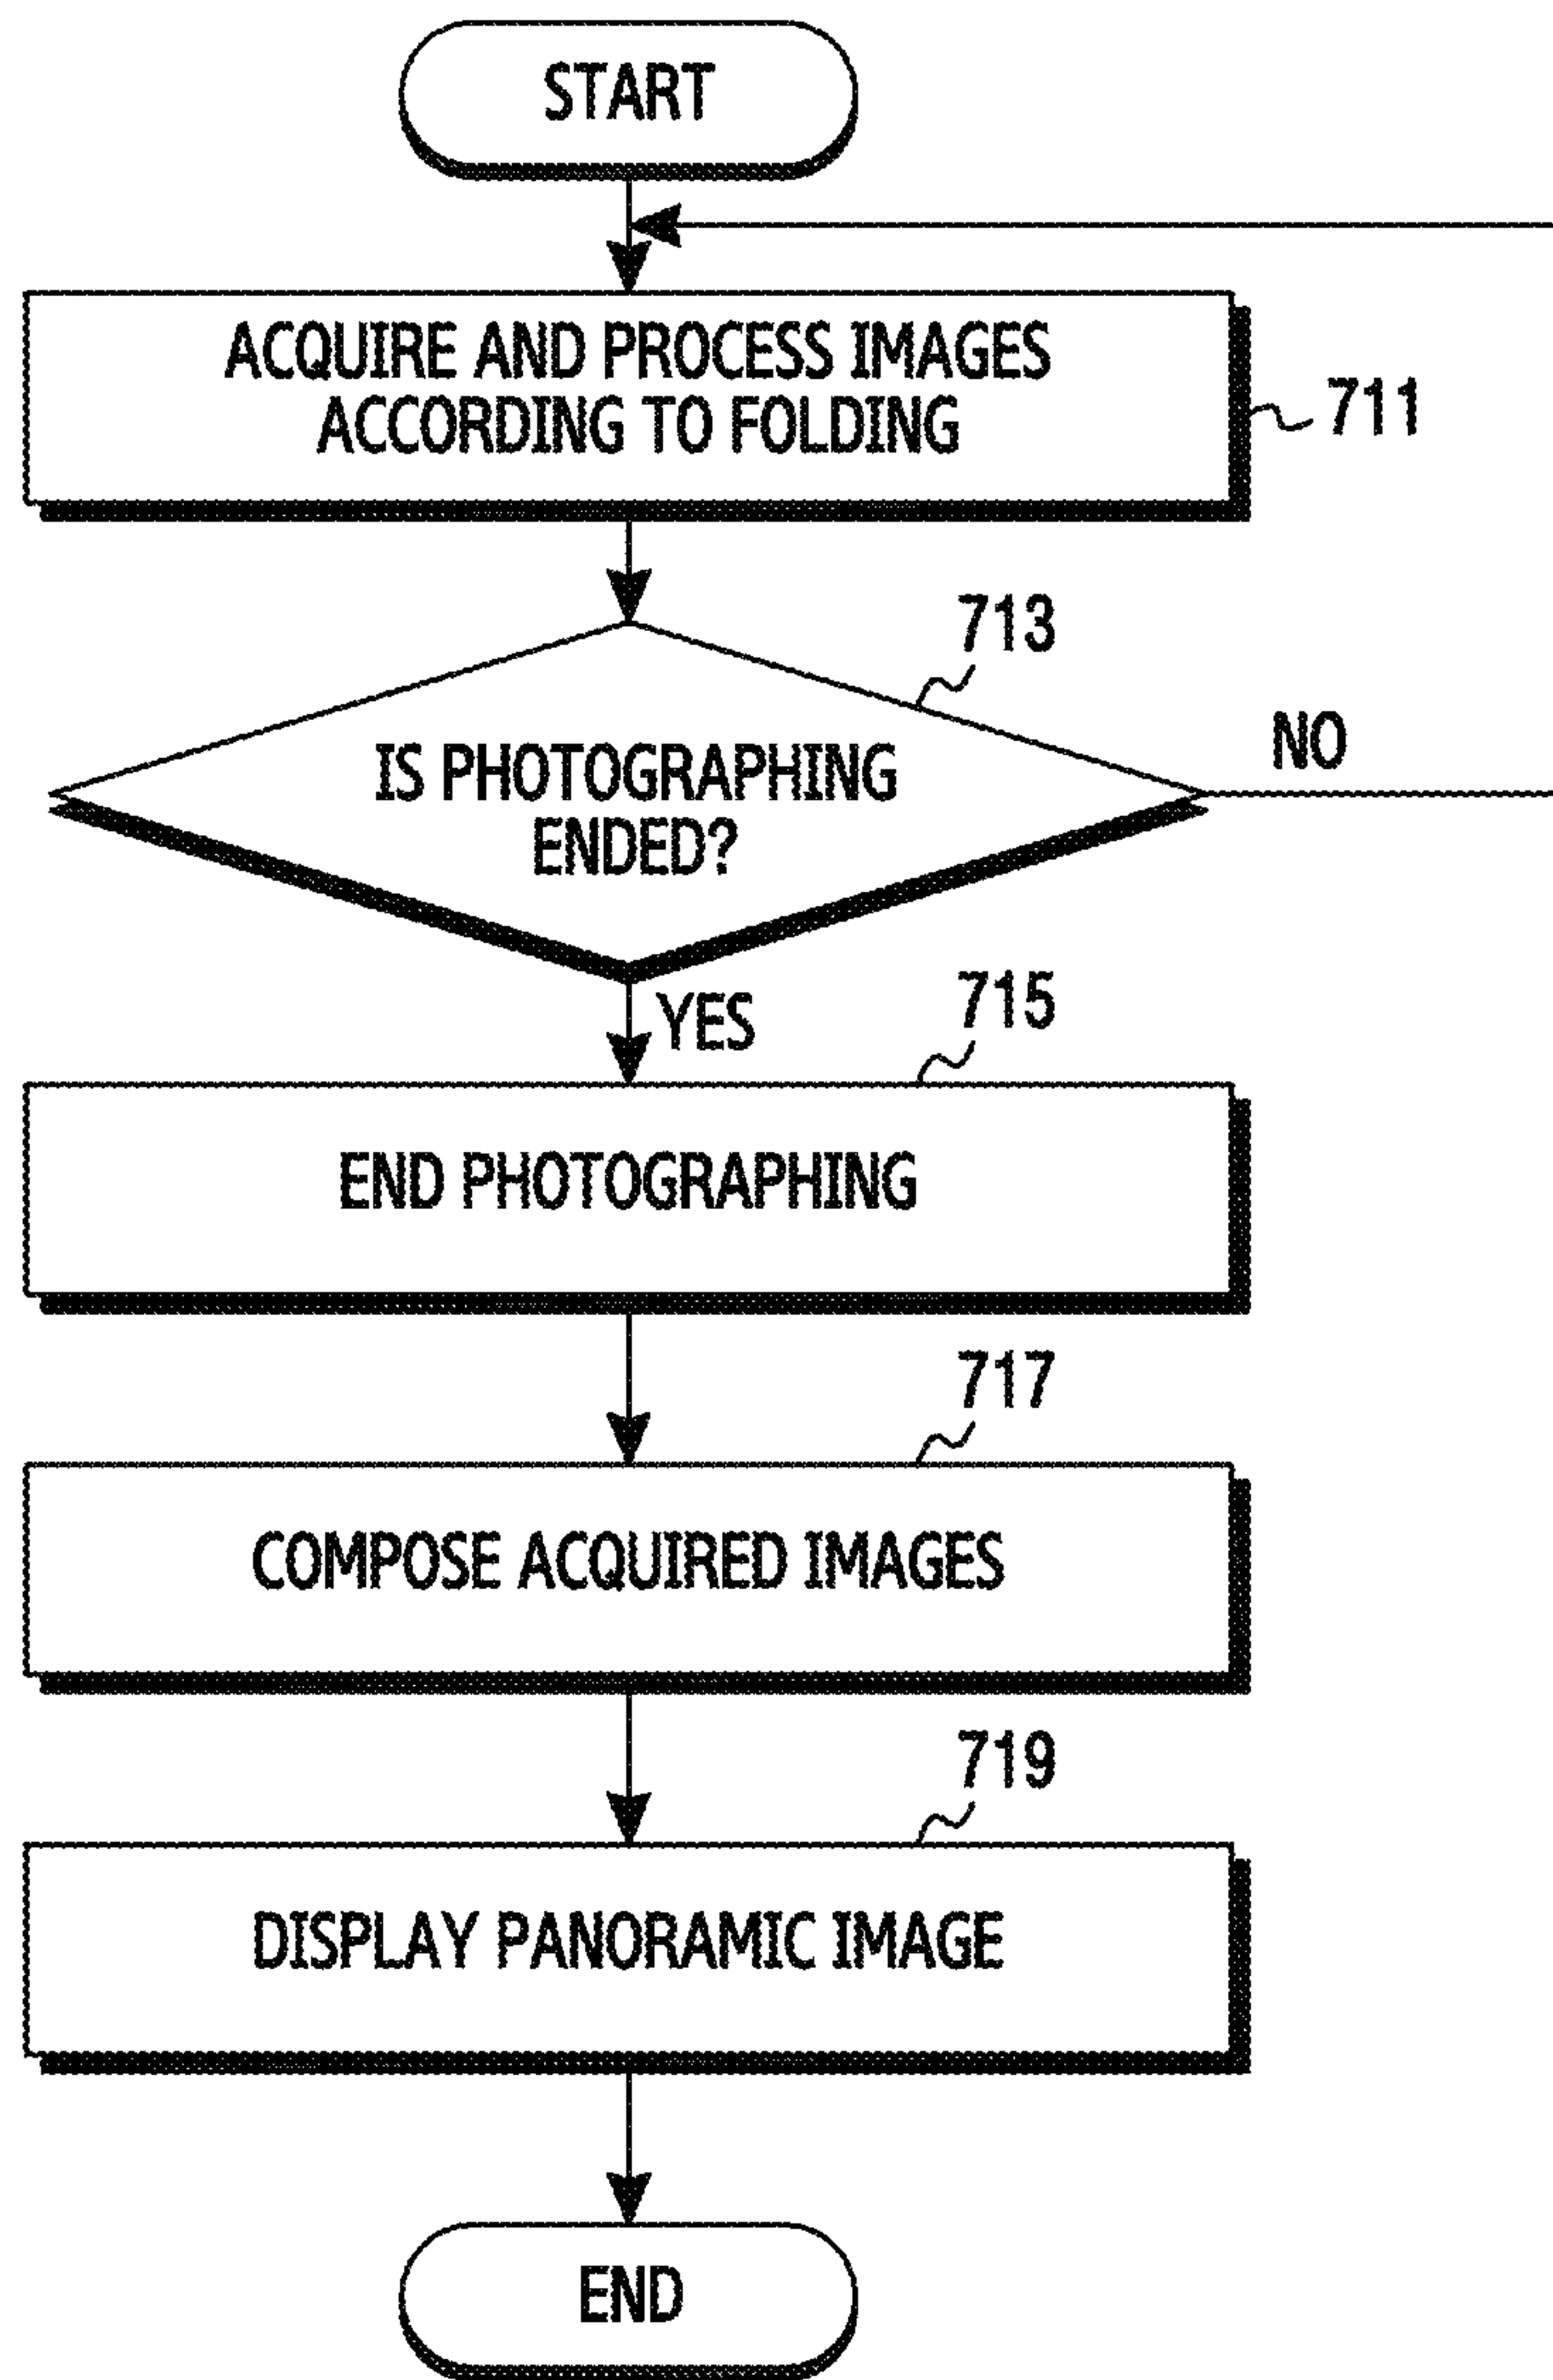 START
ACQUIRE AND PROCESS IMAGES
ACCORDING TO FOLDING
711
713
IS PHOTOGRAPHING
ENDED?
NO
YES
715
END PHOTOGRAPHING
717
COMPOSE ACQUIRED IMAGES
719
DISPLAY PANORAMIC IMAGE
END